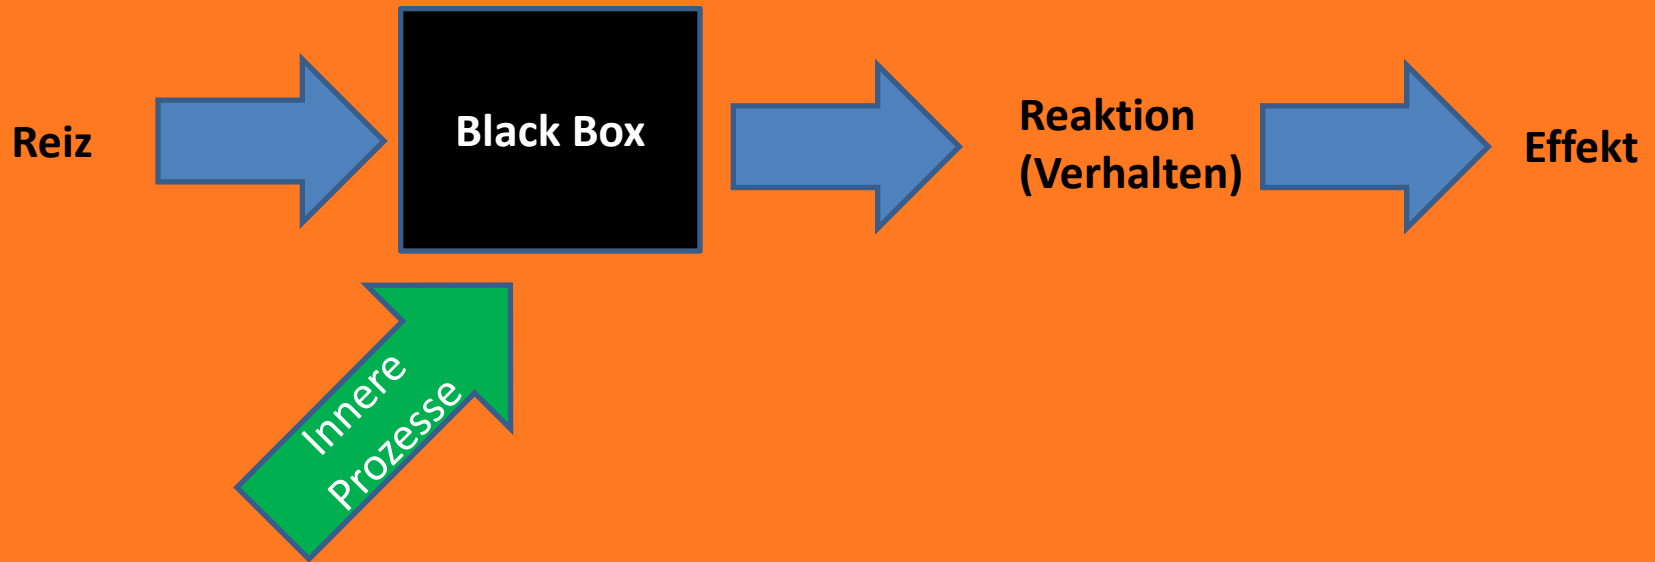 Reiz
Black Box
Reaktion
(Verhalten)
Effekt
Innere
Prozesse